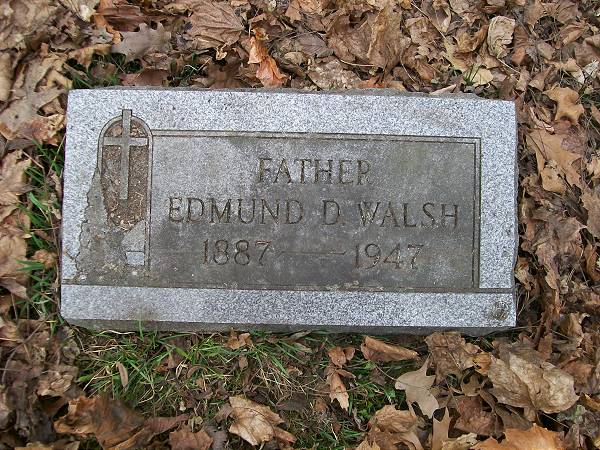 FATHER
EDMUND D. WALSH
1887 — 1947